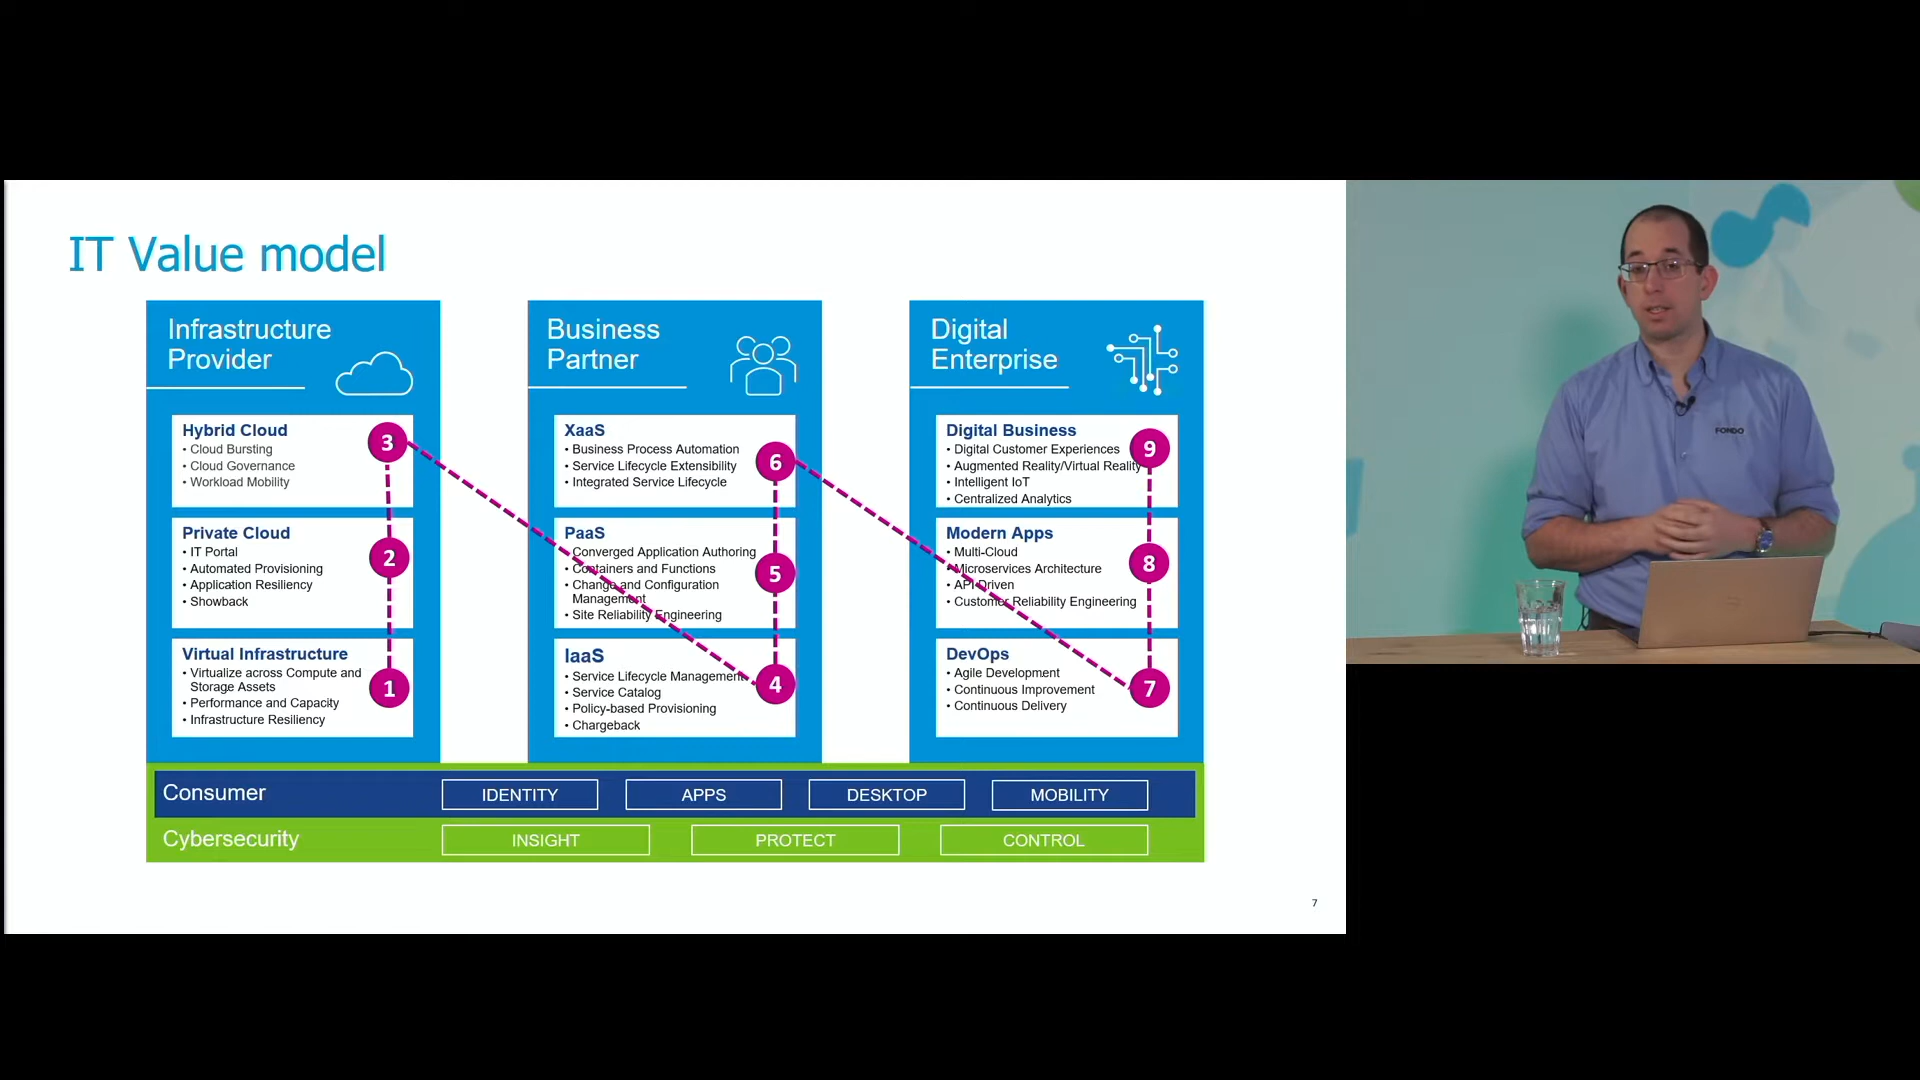 IT Value model
Infrastructure
Provider
Hybrid Cloud
• Cloud Bursting
• Cloud Governance
• Workload Mobility
3
Private Cloud
• IT Portal
• Automated Provisioning
• Application Resiliency
• Showback
2
Virtual Infrastructure
• Virtualize across Compute and
Storage Assets
• Performance and Capacity
• Infrastructure Resiliency
1
Business
Partner
XaaS
• Business Process Automation
• Service Lifecycle Extensibility
• Integrated Service Lifecycle
6
PaaS
• Converged Application Authoring
• Containers and Functions
• Change and Configuration
Management
• Site Reliability Engineering
5
IaaS
• Service Lifecycle Management
• Service Catalog
• Policy-based Provisioning
• Chargeback
4
Digital
Enterprise
Digital Business
• Digital Customer Experiences
• Augmented Reality/Virtual Reality
• Intelligent IoT
• Centralized Analytics
9
Modern Apps
• Multi-Cloud
• Microservices Architecture
• API Driven
• Customer Reliability Engineering
8
DevOps
• Agile Development
• Continuous Improvement
• Continuous Delivery
7
Consumer IDENTITY APPS DESKTOP MOBILITY
Cybersecurity INSIGHT PROTECT CONTROL
7
FONDO